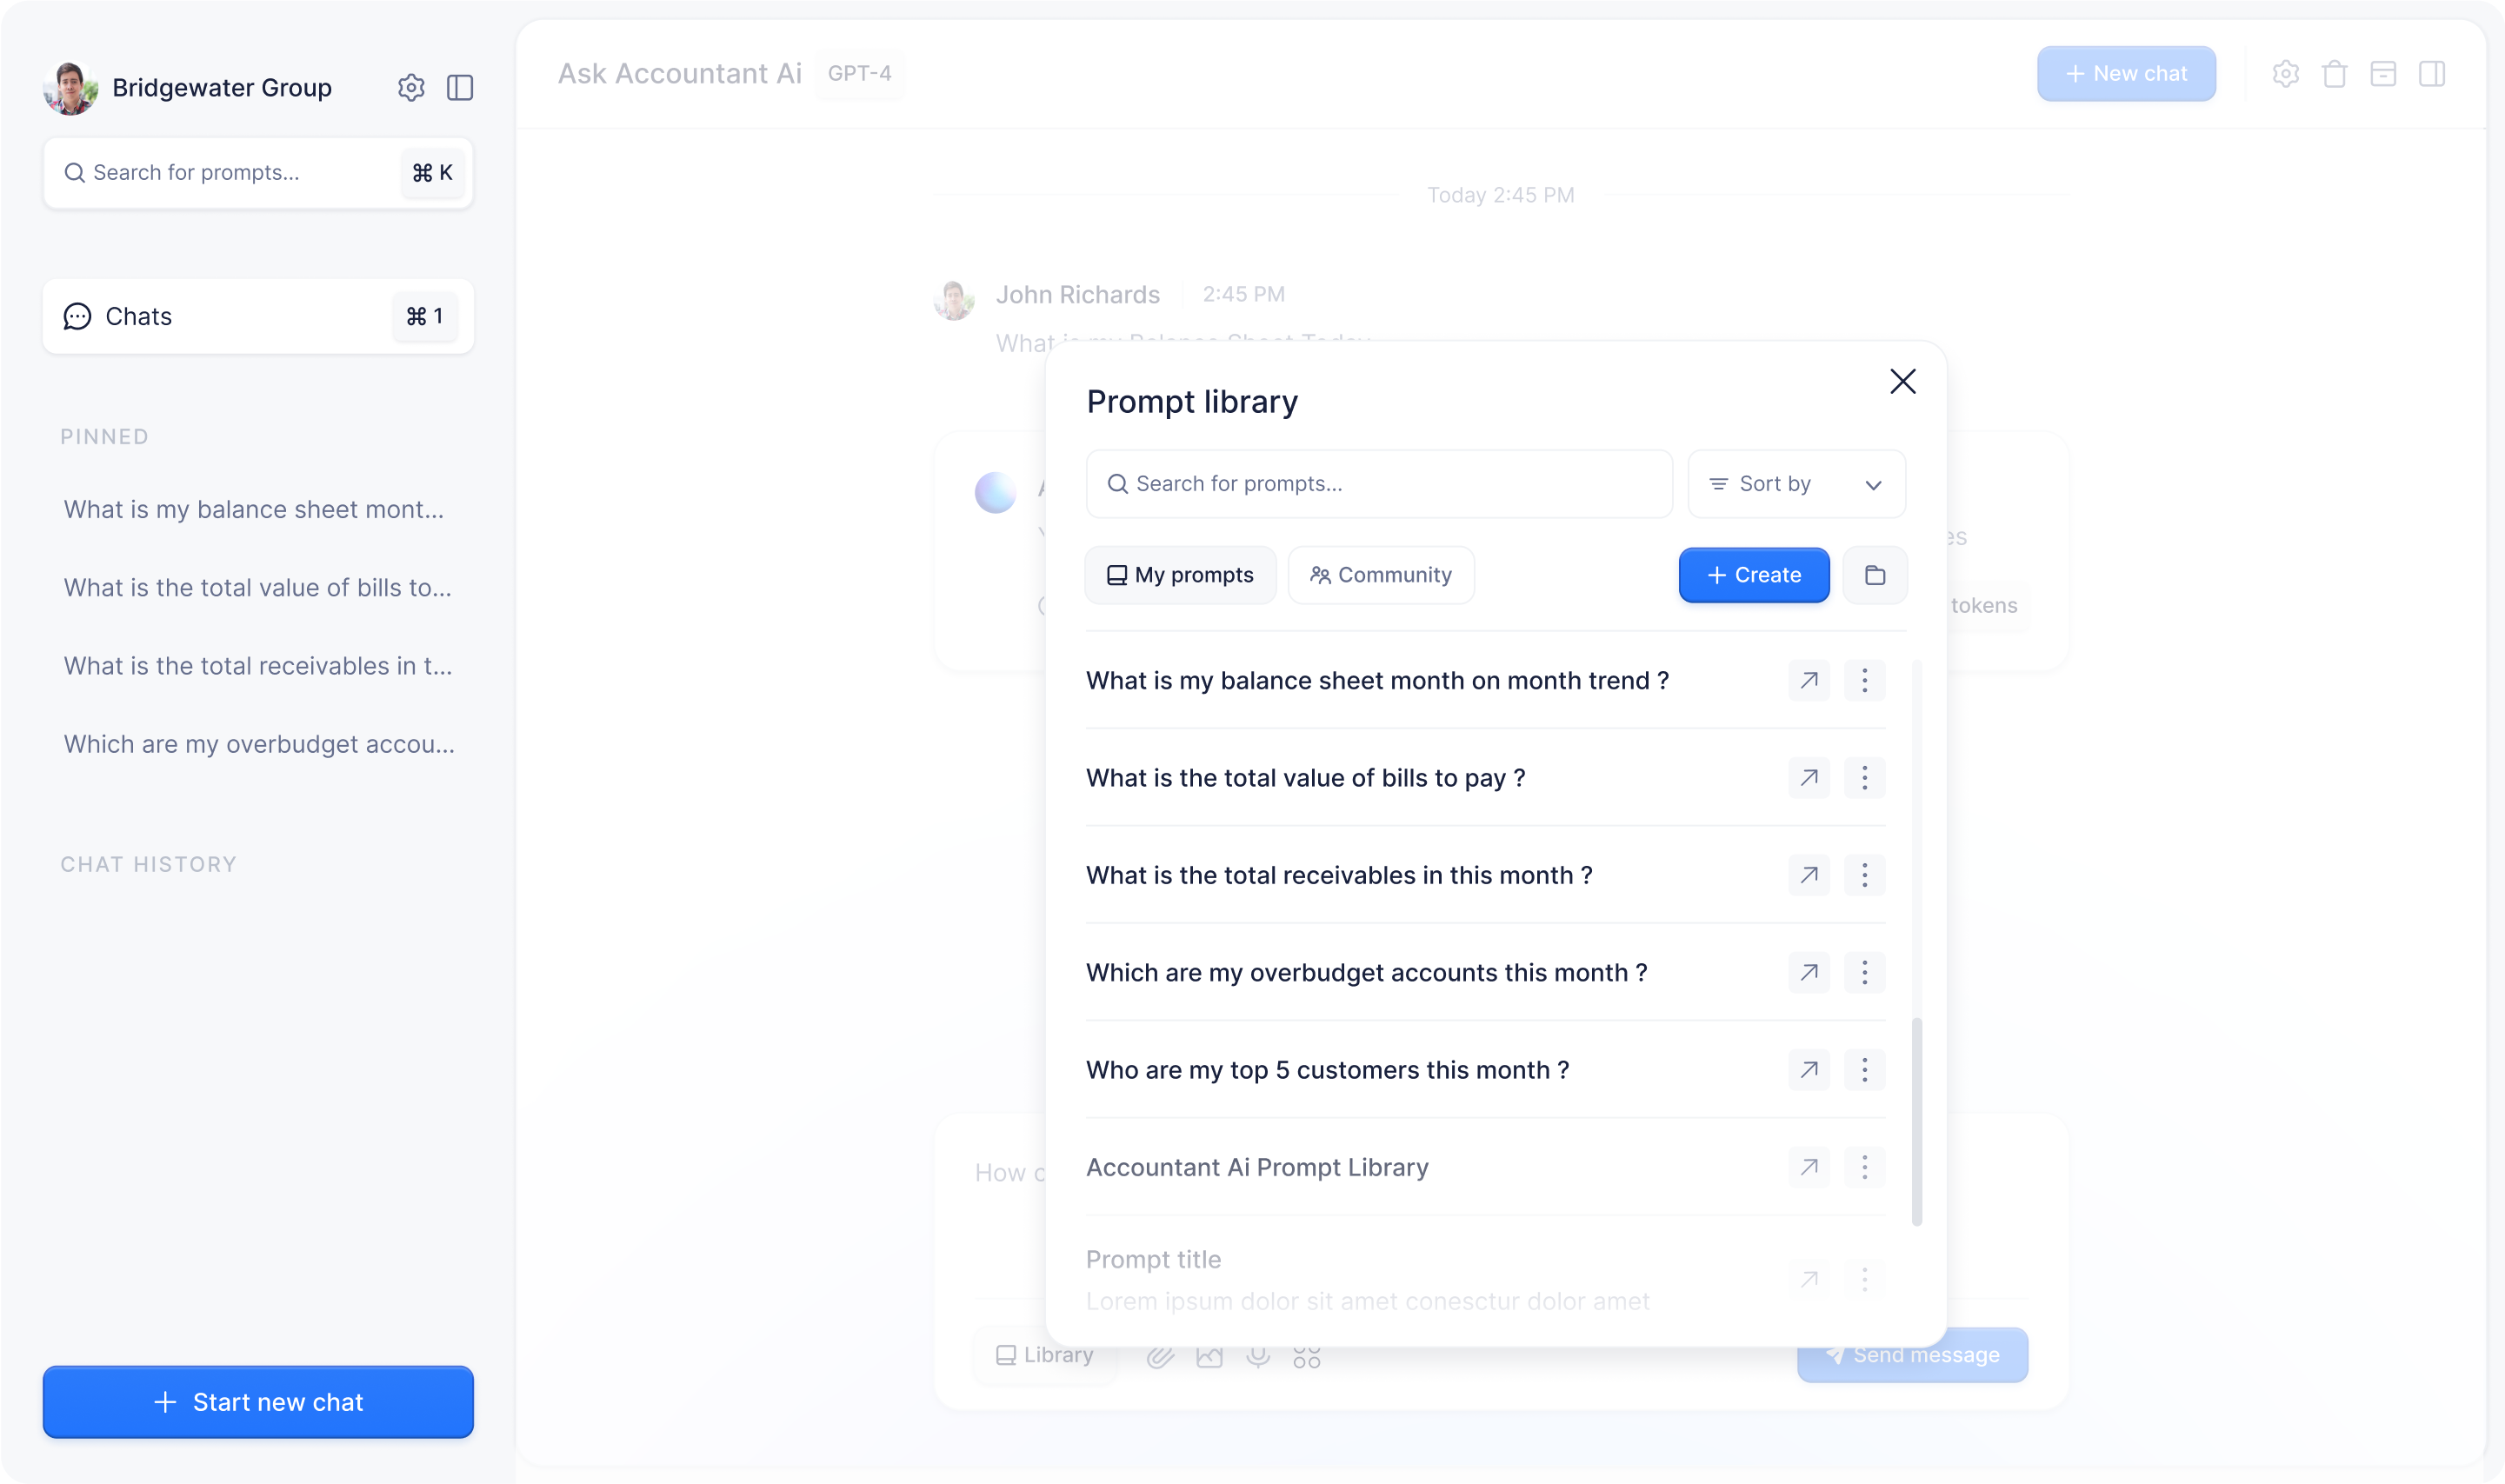 Bridgewater Group
Search for prompts...
⌘ K
Chats
⌘ 1
PINNED
What is my balance sheet mont...
What is the total value of bills to...
What is the total receivables in t...
Which are my overbudget accou...
CHAT HISTORY
+ Start new chat
Ask Accountant Ai
GPT-4
+ New chat
Today 2:45 PM
John Richards
2:45 PM
What is my Balance Sheet Today
Prompt library
Search for prompts...
Sort by
My prompts
Community
+ Create
tokens
What is my balance sheet month on month trend ?
What is the total value of bills to pay ?
What is the total receivables in this month ?
Which are my overbudget accounts this month ?
Who are my top 5 customers this month ?
Accountant Ai Prompt Library
Prompt title
Lorem ipsum dolor sit amet conesctur dolor amet
How
Library
Send message